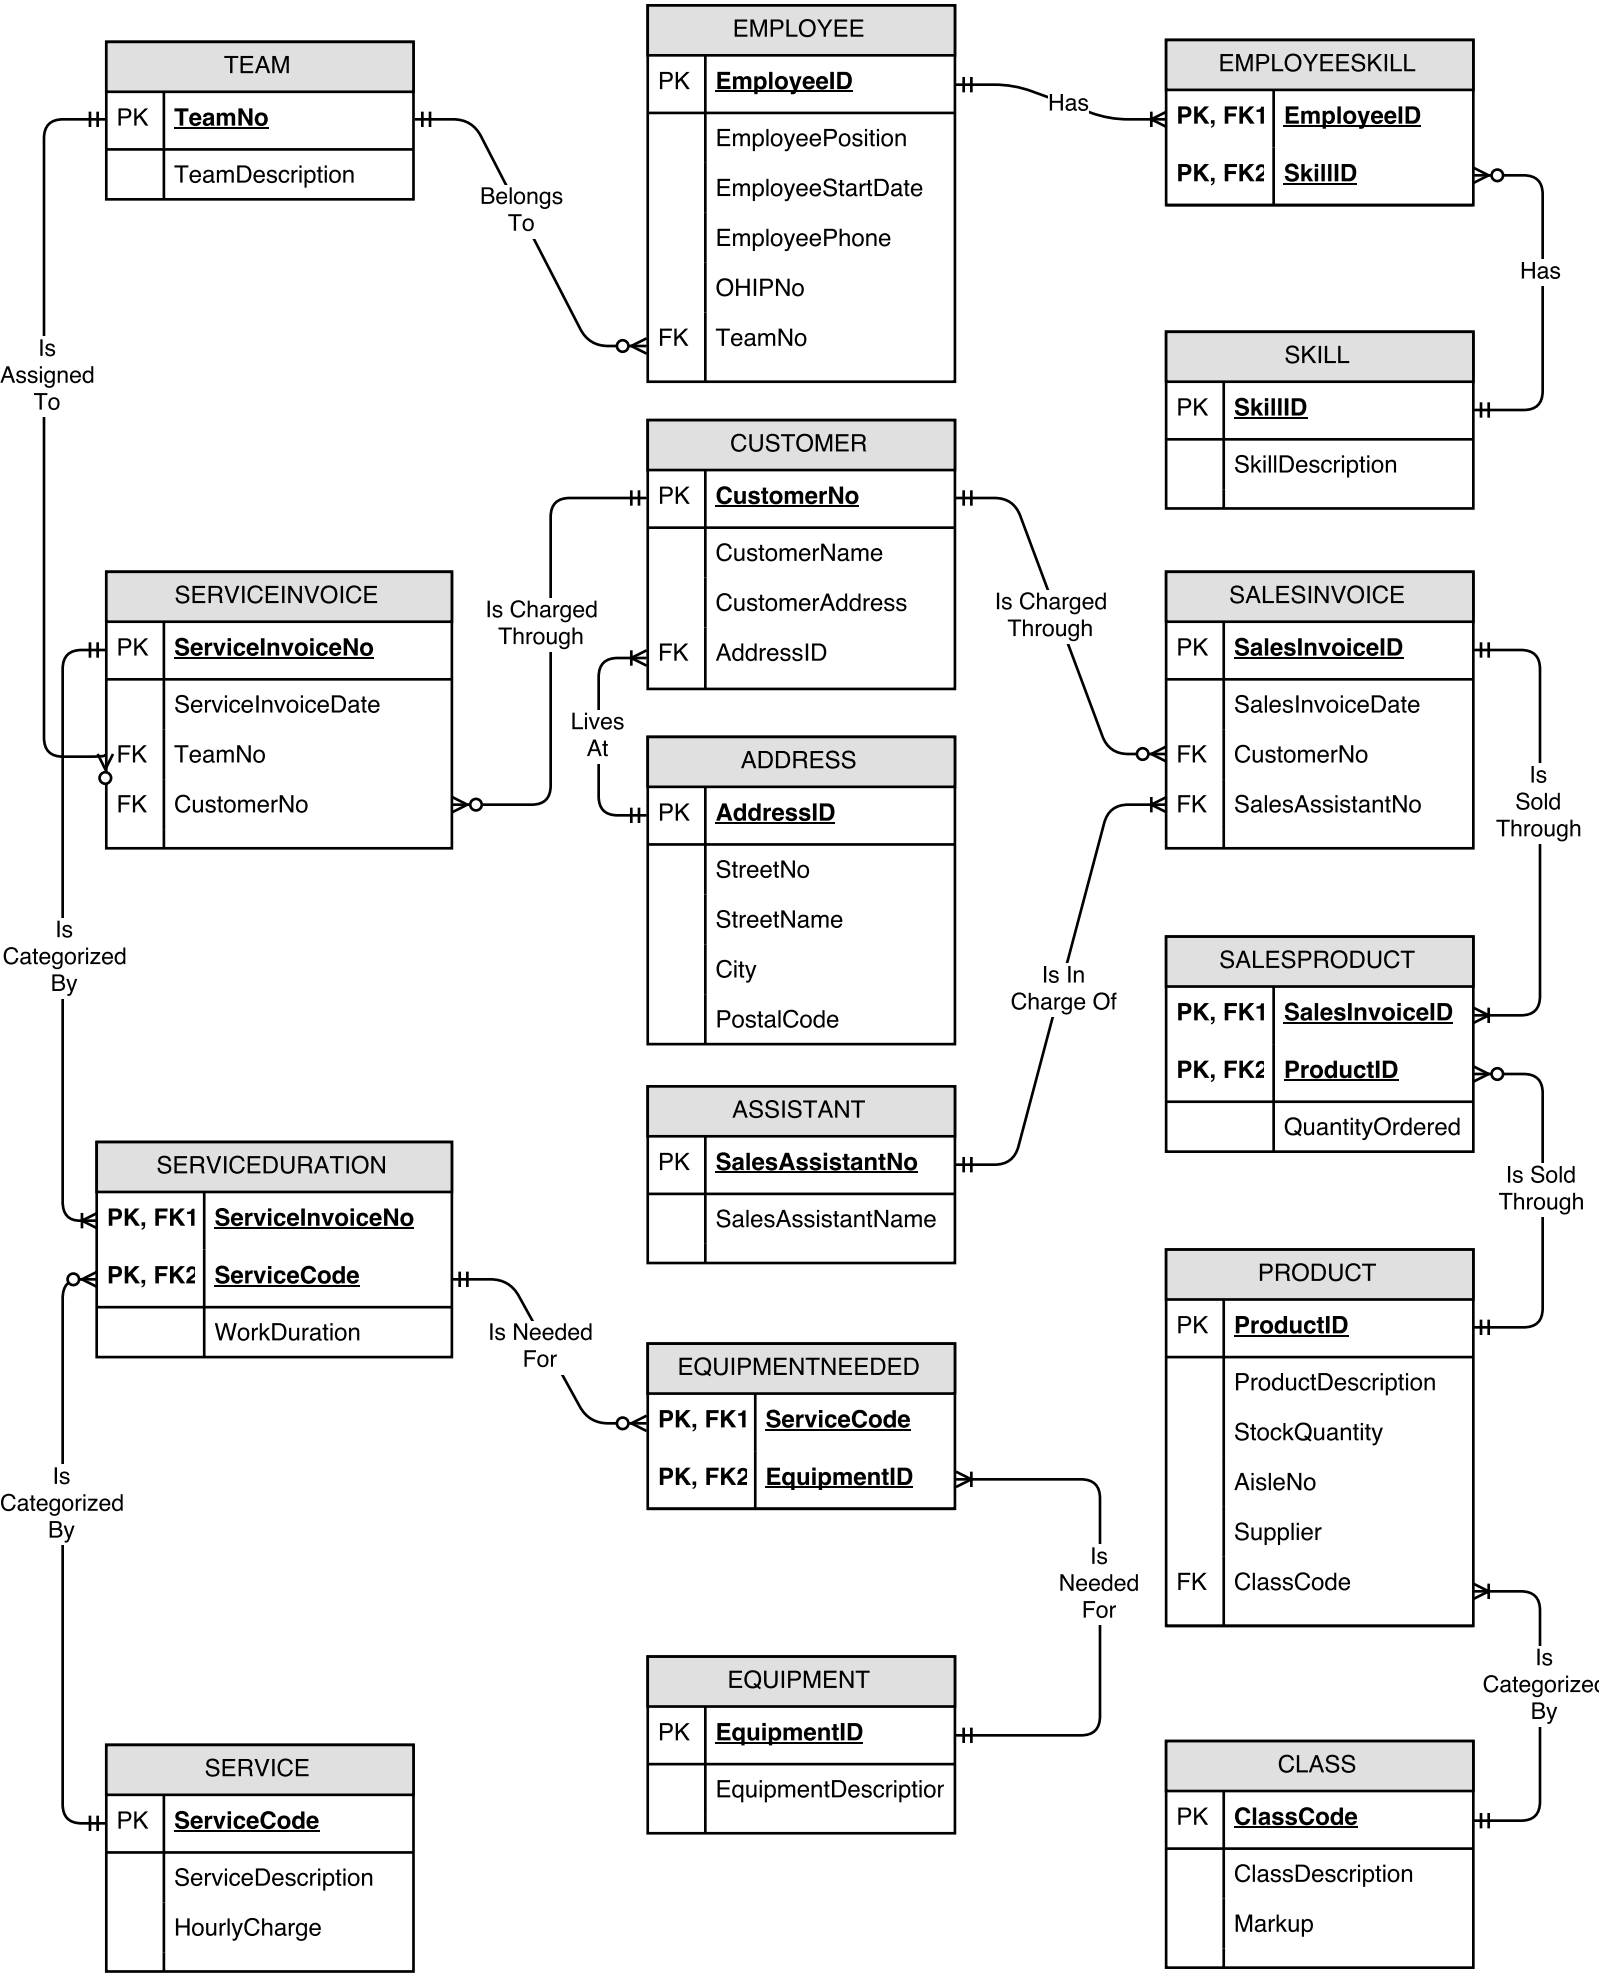 TEAM
PK TeamNo
TeamDescription
EMPLOYEE
PK EmployeeID
EmployeePosition
EmployeeStartDate
EmployeePhone
OHIPNo
FK TeamNo
EMPLOYEESKILL
PK, FK1 EmployeeID
PK, FK2 SkillID
Has
Belongs
To
Has
Is
Assigned
To
SKILL
PK SkillID
SkillDescription
CUSTOMER
PK CustomerNo
CustomerName
CustomerAddress
FK AddressID
SERVICEINVOICE
PK ServiceInvoiceNo
ServiceInvoiceDate
FK TeamNo
FK CustomerNo
Is Charged
Through
Is Charged
Through
SALESINVOICE
PK SalesInvoiceID
SalesInvoiceDate
FK CustomerNo
FK SalesAssistantNo
Lives
At
ADDRESS
PK AddressID
StreetNo
StreetName
City
PostalCode
Is
Sold
Through
Is
Categorized
By
Is In
Charge Of
SALESPRODUCT
PK, FK1 SalesInvoiceID
PK, FK2 ProductID
QuantityOrdered
ASSISTANT
PK SalesAssistantNo
SalesAssistantName
SERVICEDURATION
PK, FK1 ServiceInvoiceNo
PK, FK2 ServiceCode
WorkDuration
Is Sold
Through
Is Needed
For
PRODUCT
PK ProductID
ProductDescription
StockQuantity
AisleNo
Supplier
FK ClassCode
EQUIPMENTNEEDED
PK, FK1 ServiceCode
PK, FK2 EquipmentID
Is
Categorized
By
Is
Needed
For
EQUIPMENT
PK EquipmentID
EquipmentDescription
Is
Categorized
By
SERVICE
PK ServiceCode
ServiceDescription
HourlyCharge
CLASS
PK ClassCode
ClassDescription
Markup